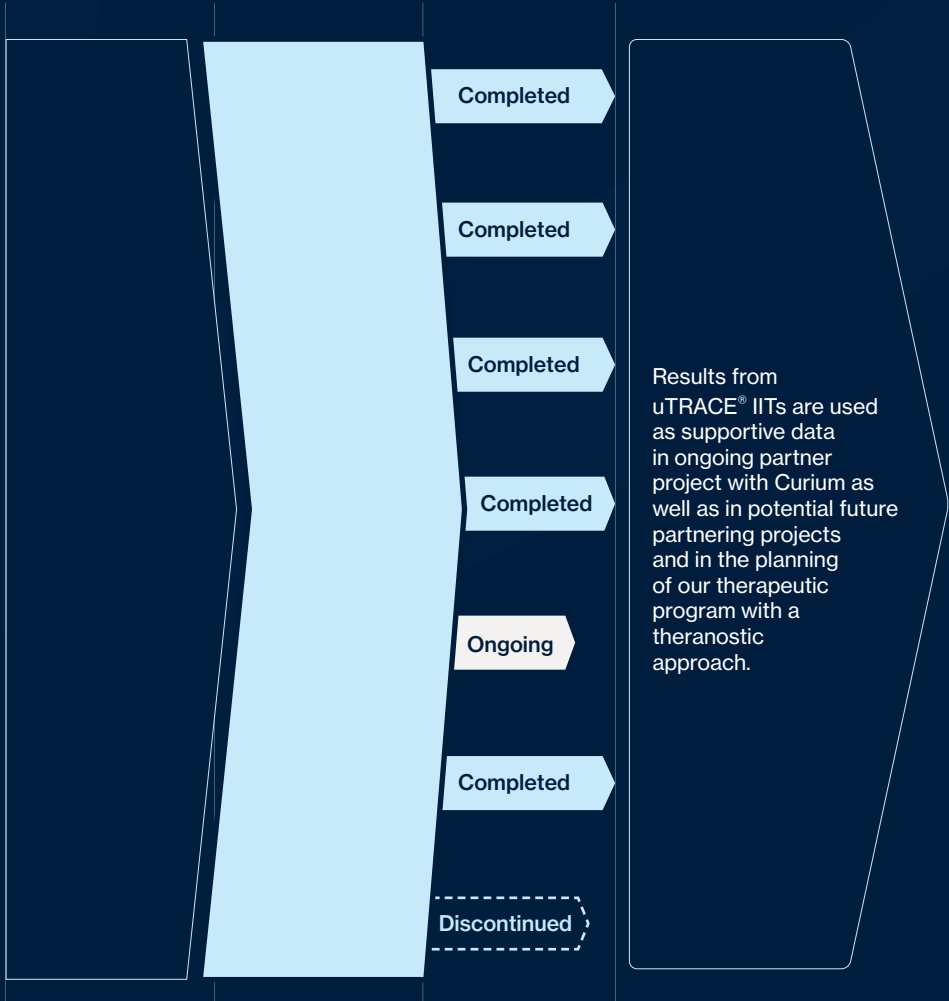 Completed
Completed
Completed
Completed
Ongoing
Completed
Discontinued
Results from
uTRACE® IITs are used
as supportive data
in ongoing partner
project with Curium as
well as in potential future
partnering projects
and in the planning
of our therapeutic
program with a
theranostic
approach.